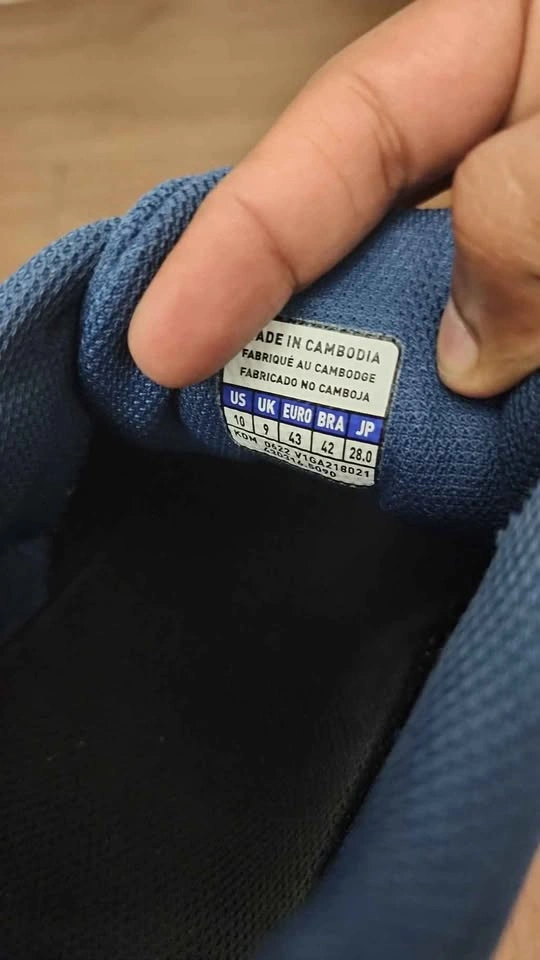 ADE IN CAMBODIA
FABRIQUÉ AU CAMBODGE
FABRICADO NO CAMBOJA
US UK EURO BRA JP
10 9 43 42 28.0
KDM 0622 V1GA218021